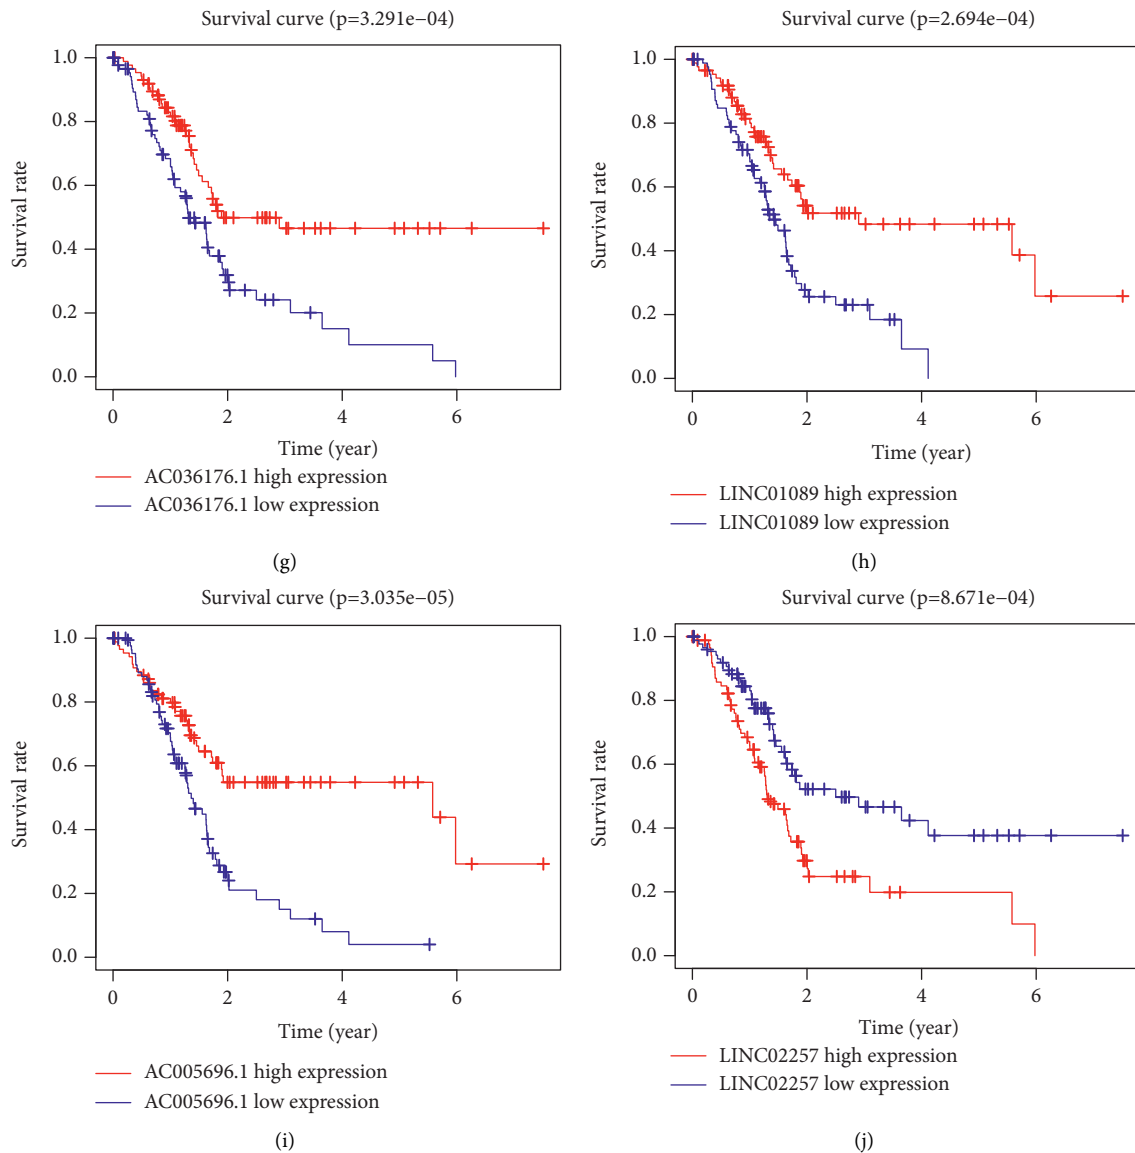 Survival curve (p=3.291e−04)
Survival rate
1.0
0.8
0.6
0.4
0.2
0.0
0 2 4 6
Time (year)
AC036176.1 high expression
AC036176.1 low expression
(g)
Survival curve (p=2.694e−04)
Survival rate
1.0
0.8
0.6
0.4
0.2
0.0
0 2 4 6
Time (year)
LINC01089 high expression
LINC01089 low expression
(h)
Survival curve (p=3.035e−05)
Survival rate
1.0
0.8
0.6
0.4
0.2
0.0
0 2 4 6
Time (year)
AC005696.1 high expression
AC005696.1 low expression
(i)
Survival curve (p=8.671e−04)
Survival rate
1.0
0.8
0.6
0.4
0.2
0.0
0 2 4 6
Time (year)
LINC02257 high expression
LINC02257 low expression
(j)